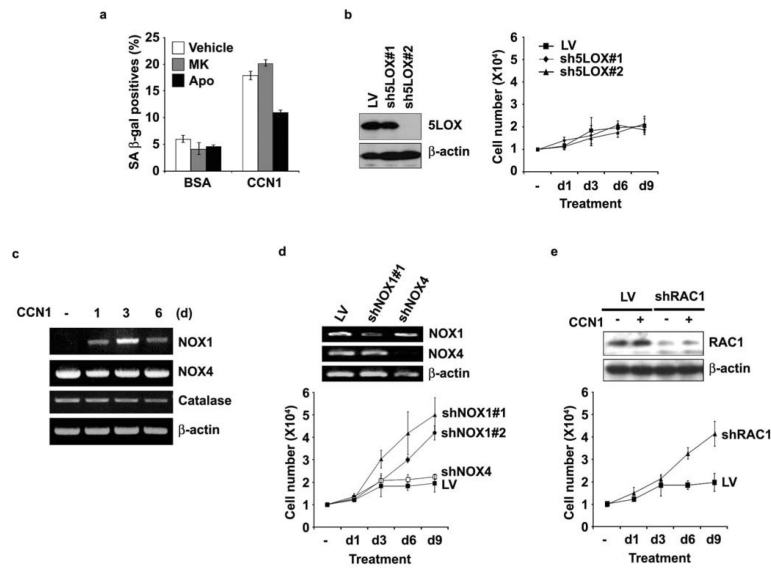 a
SA β-gal positives (%)
25
20
15
10
5
0
Vehicle
MK
Apo
BSA CCN1
b
LV sh5LOX#1 sh5LOX#2
5LOX
β-actin
Cell number (X10⁴)
6
5
4
3
2
1
0
LV
sh5LOX#1
sh5LOX#2
- d1 d3 d6 d9
Treatment
c
CCN1 - 1 3 6 (d)
NOX1
NOX4
Catalase
β-actin
d
LV shNOX1#1 shNOX4
NOX1
NOX4
β-actin
Cell number (X10⁴)
6
5
4
3
2
1
0
shNOX1#1
shNOX1#2
shNOX4
LV
- d1 d3 d6 d9
Treatment
e
LV shRAC1
CCN1 - + - +
RAC1
β-actin
Cell number (X10⁴)
6
5
4
3
2
1
0
shRAC1
LV
- d1 d3 d6 d9
Treatment